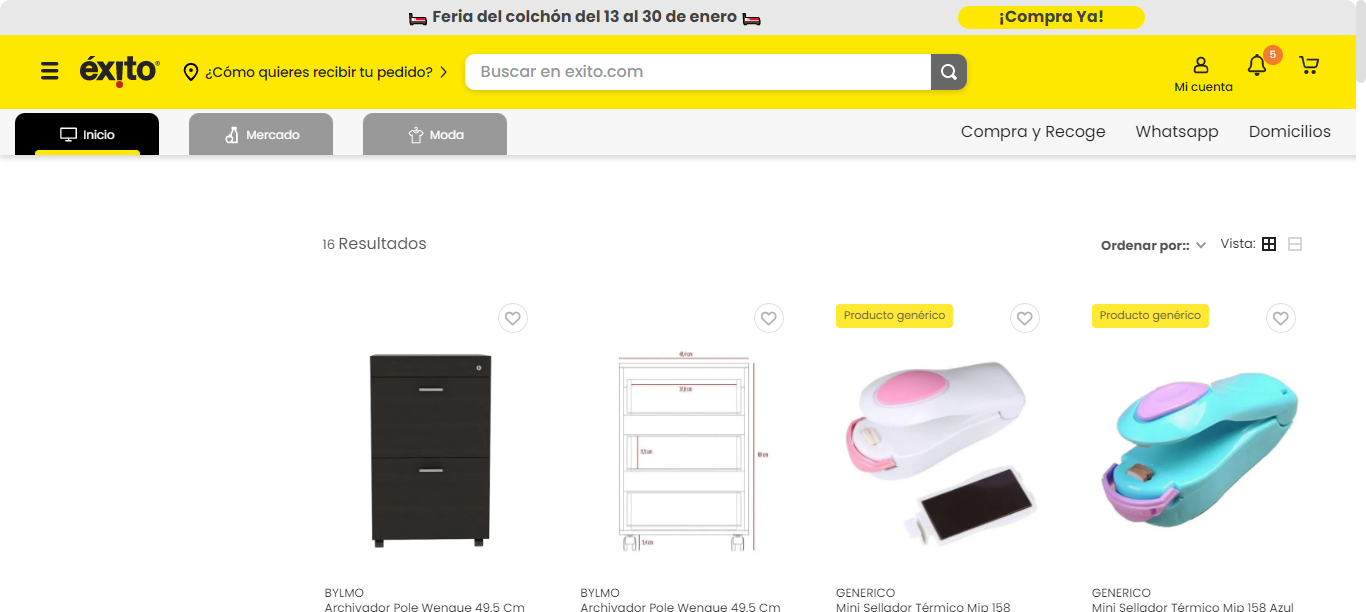 Feria del colchón del 13 al 30 de enero
¡Compra Ya!
éxito
¿Cómo quieres recibir tu pedido?
Buscar en exito.com
Mi cuenta
5
Inicio
Mercado
Moda
Compra y Recoge
Whatsapp
Domicilios
16 Resultados
Ordenar por::
Vista:
Producto genérico
Producto genérico
BYLMO
Archivador Pole Wengue 49.5 Cm
BYLMO
Archivador Pole Wengue 49.5 Cm
GENERICO
Mini Sellador Térmico Mip 158
GENERICO
Mini Sellador Térmico Mip 158 Azul